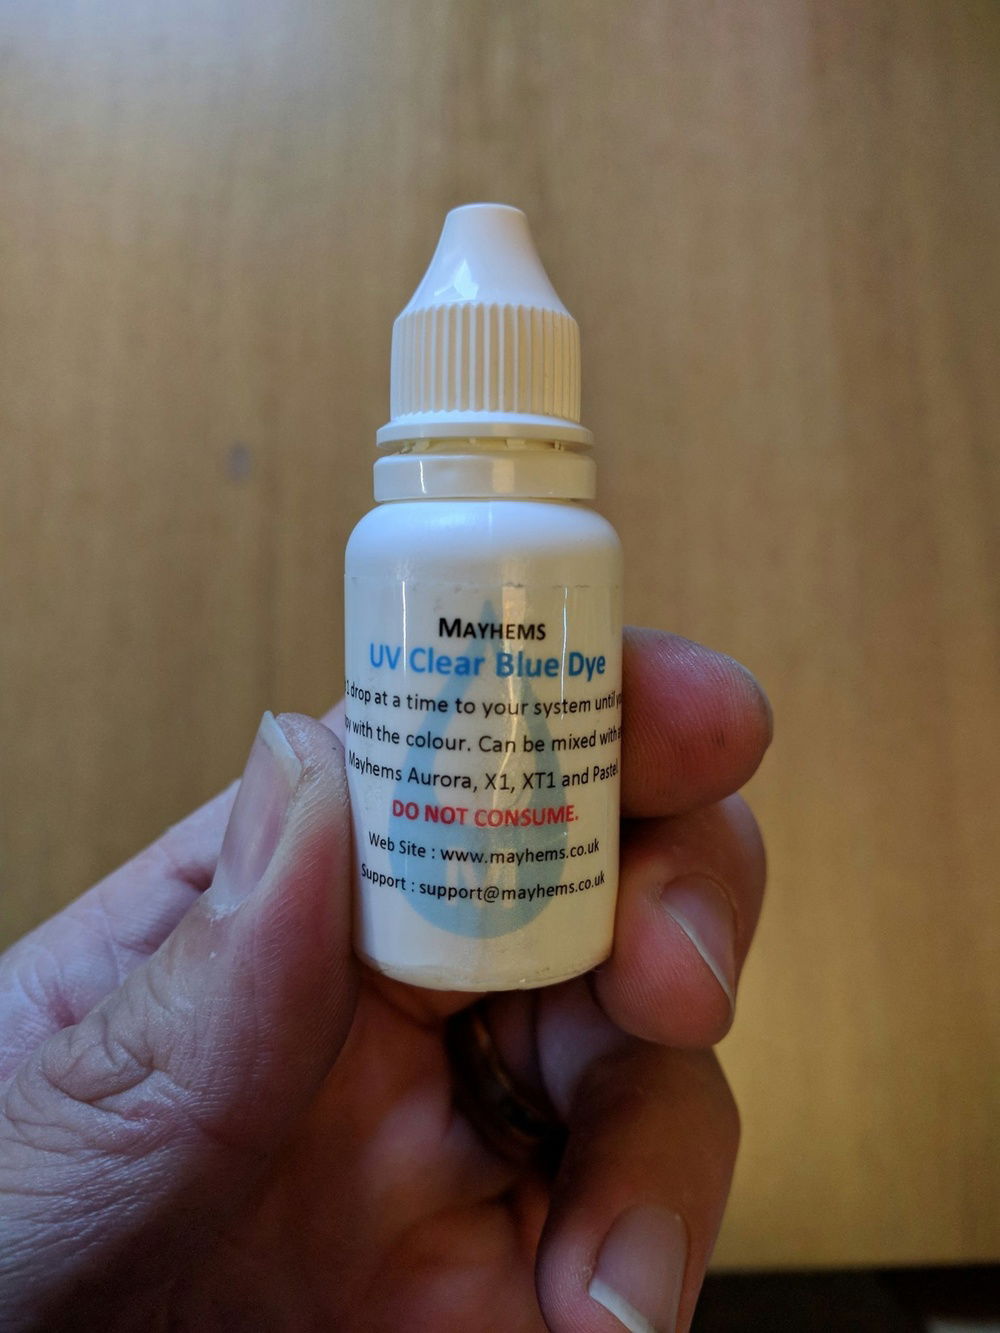 MAYHEMS
UV Clear Blue Dye
1 drop at a time to your system until
with the colour. Can be mixed with
Mayhems Aurora, X1, XT1 and Pastel.
DO NOT CONSUME.
Web Site : www.mayhems.co.uk
Support : support@mayhems.co.uk